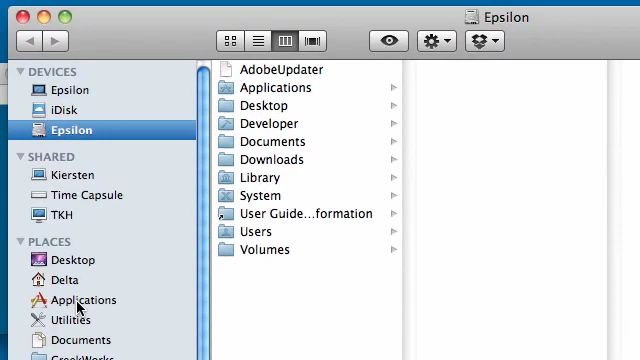 Epsilon
DEVICES
Epsilon
iDisk
Epsilon
SHARED
Kiersten
Time Capsule
TKH
PLACES
Desktop
Delta
Applications
Utilities
Documents
GreekWorks
AdobeUpdater
Applications
Desktop
Developer
Documents
Downloads
Library
System
User Guide...formation
Users
Volumes